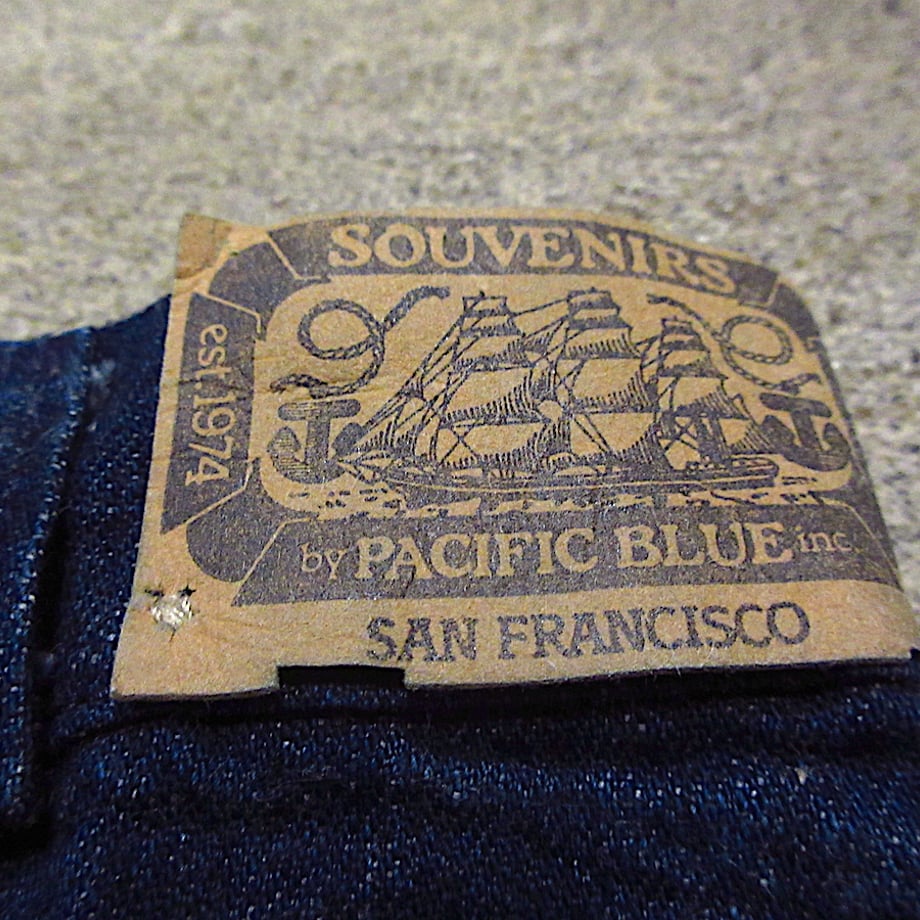 SOUVENIRS
est.1974
by PACIFIC BLUE inc.
SAN FRANCISCO